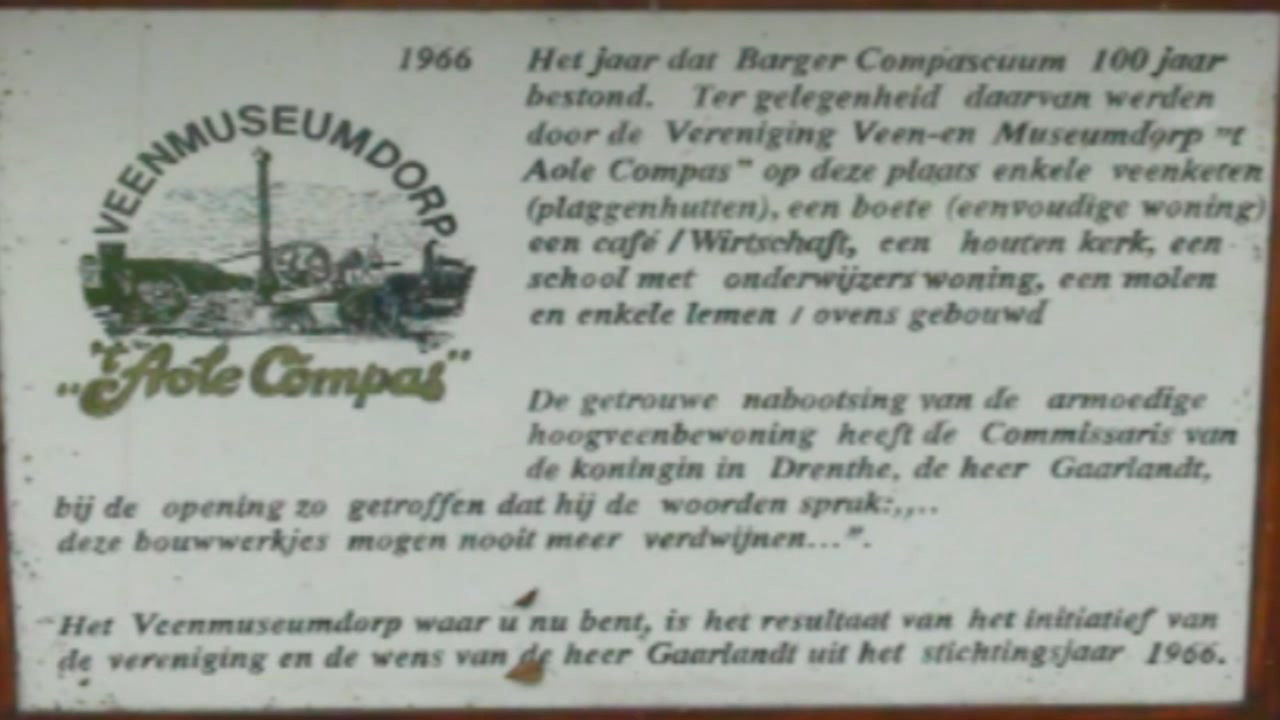 1966
VEENMUSEUMDORP
„'t Aole Compas"
Het jaar dat Barger Compascuum 100 jaar
bestond. Ter gelegenheid daarvan werden
door de Vereniging Veen-en Museumdorp "'t
Aole Compas" op deze plaats enkele veenketen
(plaggenhutten), een boete (eenvoudige woning)
een café / Wirtschaft, een houten kerk, een
school met onderwijzerswoning, een molen
en enkele lemen / ovens gebouwd
De getrouwe nabootsing van de armoedige
hoogveenbewoning heeft de Commissaris van
de koningin in Drenthe, de heer Gaarlandt,
bij de opening zo getroffen dat hij de woorden sprak:,,..
deze bouwwerkjes mogen nooit meer verdwijnen...".
Het Veenmuseumdorp waar u nu bent, is het resultaat van het initiatief van
de vereniging en de wens van de heer Gaarlandt uit het stichtingsjaar 1966.